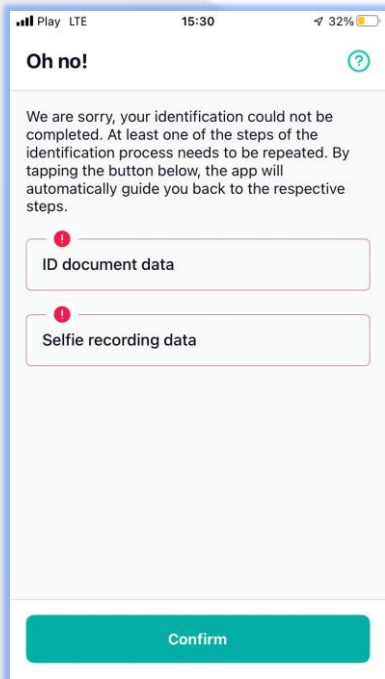 Play LTE 15:30 32%
Oh no!
?
We are sorry, your identification could not be
completed. At least one of the steps of the
identification process needs to be repeated. By
tapping the button below, the app will
automatically guide you back to the respective
steps.
!
ID document data
!
Selfie recording data
Confirm